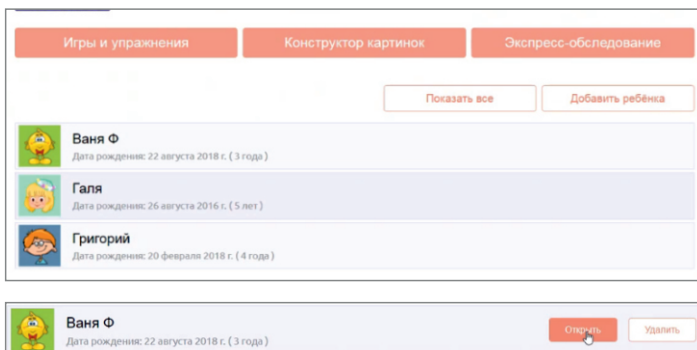 Игры и упражнения Конструктор картинок Экспресс-обследование
Показать все Добавить ребёнка
Ваня Ф
Дата рождения: 22 августа 2018 г. ( 3 года )
Галя
Дата рождения: 26 августа 2016 г. ( 5 лет )
Григорий
Дата рождения: 20 февраля 2018 г. ( 4 года )
Ваня Ф
Дата рождения: 22 августа 2018 г. ( 3 года )
Открыть Удалить